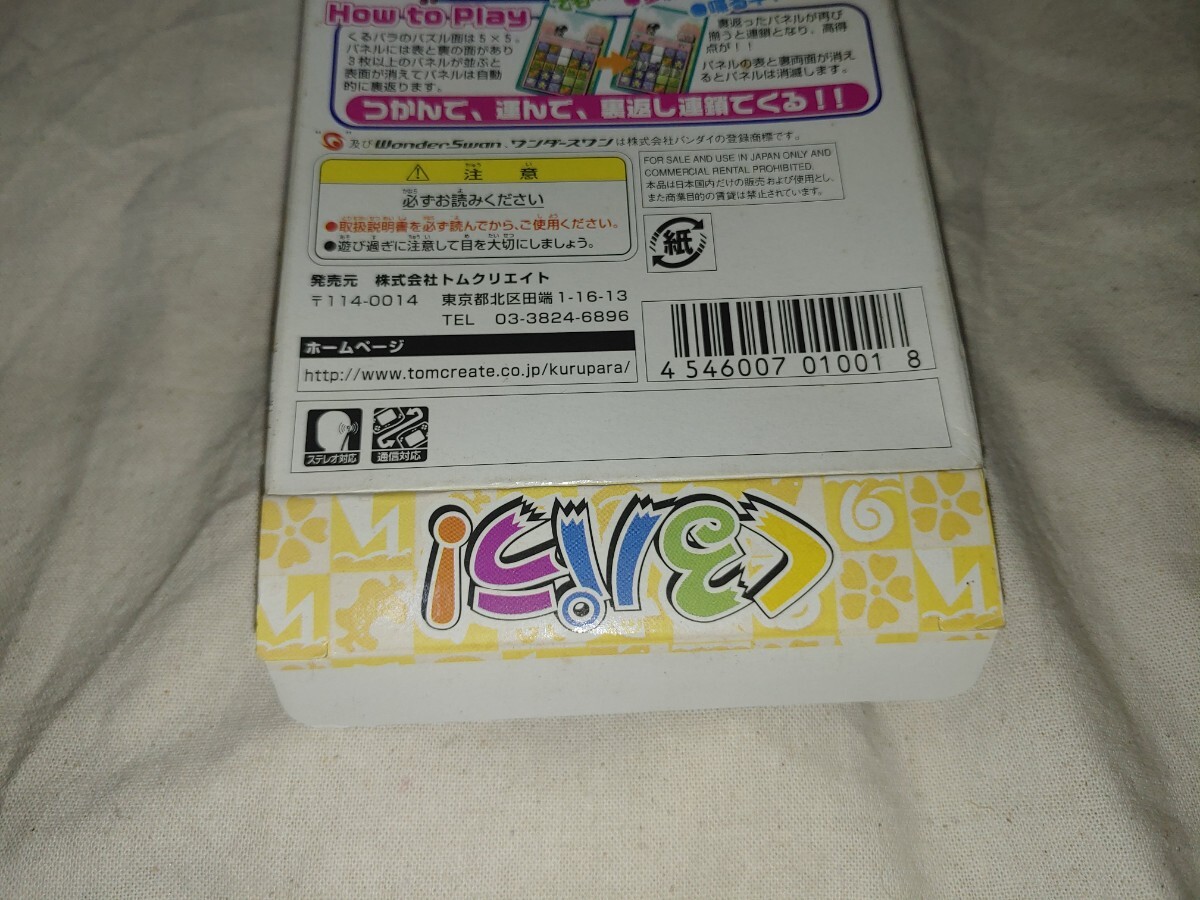 How to Play
くるパラのパズル面は5×5。
パネルには表と裏の面があり
3枚以上のパネルが並ぶと
表面が消えてパネルは自動
的に裏返ります。
裏返ったパネルが再び
揃うと連鎖となり、高得
点が!!
パネルの表と裏両面が消え
るとパネルは消滅します。
つかんで、運んで、裏返し連鎖でくる!!
" "及びWonderSwan、ワンダースワンは株式会社バンダイの登録商標です。
注意
必ずお読みください
●取扱説明書を必ず読んでから、ご使用ください。
●遊び過ぎに注意して目を大切にしましょう。
FOR SALE AND USE IN JAPAN ONLY AND
COMMERCIAL RENTAL PROHIBITED.
本品は日本国内だけの販売および使用とし、
また商業目的の賃貸は禁止されています。
紙
発売元 株式会社トムクリエイト
〒114-0014 東京都北区田端1-16-13
TEL 03-3824-6896
ホームページ
http://www.tomcreate.co.jp/kurupara/
4 546007 01001 8
ステレオ対応
通信対応
くるパラ!